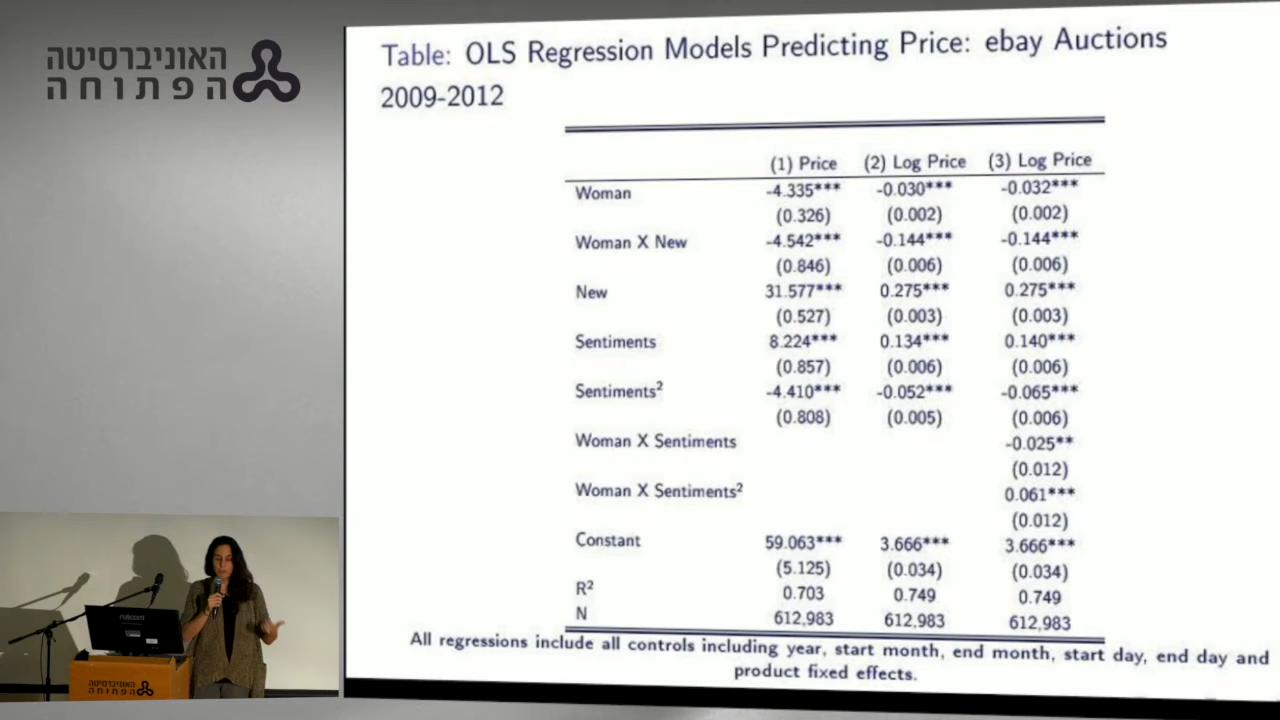 האוניברסיטה
הפתוחה
Table: OLS Regression Models Predicting Price: ebay Auctions
2009-2012
(1) Price (2) Log Price (3) Log Price
Woman -4.335*** -0.030*** -0.032***
(0.326) (0.002) (0.002)
Woman X New -4.542*** -0.144*** -0.144***
(0.846) (0.006) (0.006)
New 31.577*** 0.275*** 0.275***
(0.527) (0.003) (0.003)
Sentiments 8.224*** 0.134*** 0.140***
(0.857) (0.006) (0.006)
Sentiments² -4.410*** -0.052*** -0.065***
(0.808) (0.005) (0.006)
Woman X Sentiments -0.025**
(0.012)
Woman X Sentiments² 0.061***
(0.012)
Constant 59.063*** 3.666*** 3.666***
(5.125) (0.034) (0.034)
R² 0.703 0.749 0.749
N 612,983 612,983 612,983
All regressions include all controls including year, start month, end month, start day, end day and
product fixed effects.
האוניברסיטה
הפתוחה